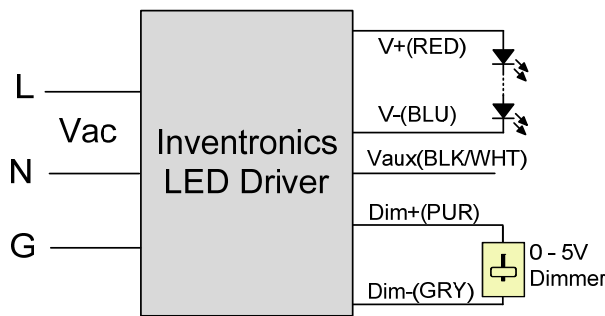 L
Vac
N
G
Inventronics
LED Driver
V+(RED)
V-(BLU)
Vaux(BLK/WHT)
Dim+(PUR)
Dim-(GRY)
0 - 5V
Dimmer